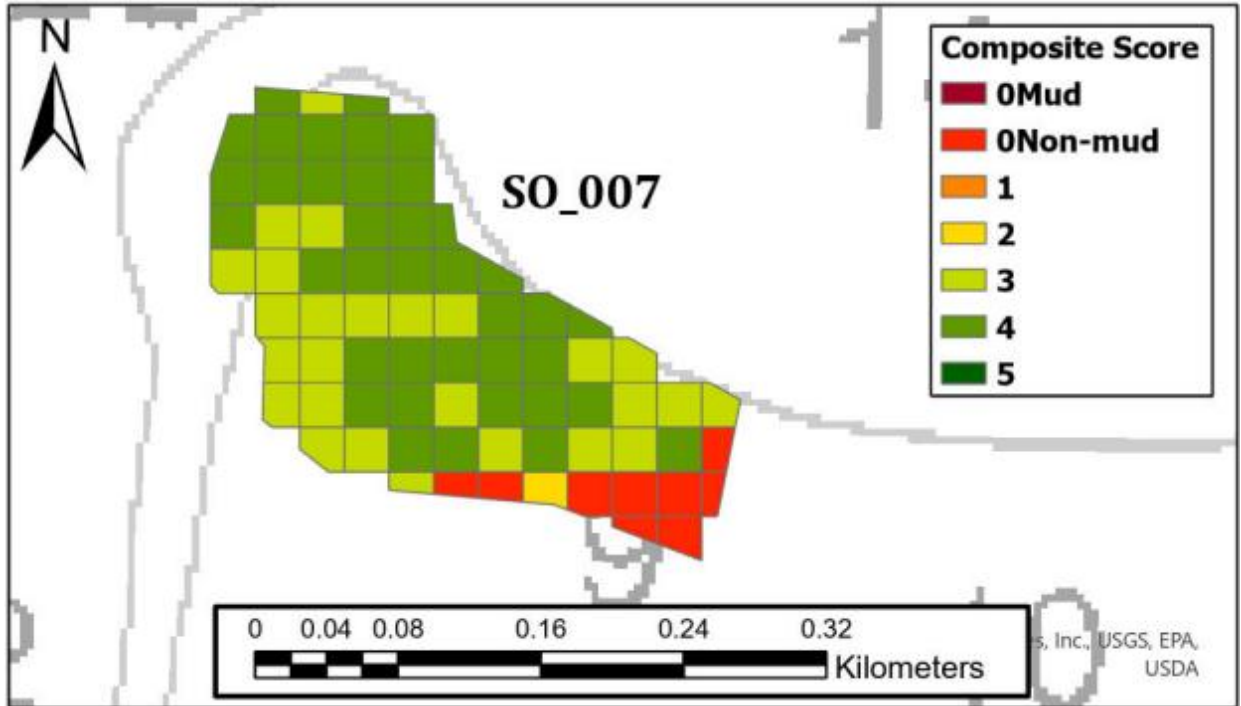 N
Composite Score
0Mud
0Non-mud
1
2
3
4
5
SO_007
0 0.04 0.08 0.16 0.24 0.32
Kilometers
s, Inc., USGS, EPA,
USDA